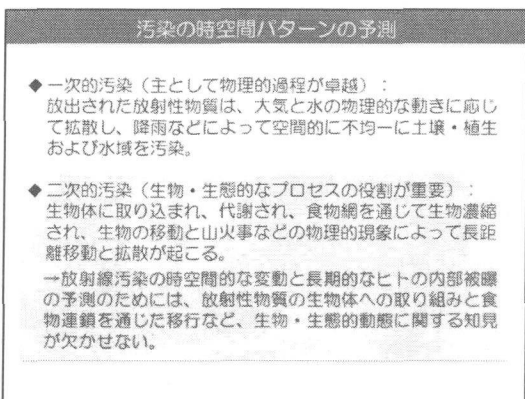 汚染の時空間パターンの予測
◆一次的汚染（主として物理的過程が卓越）：
放出された放射性物質は、大気と水の物理的な動きに応じ
て拡散し、降雨などによって空間的に不均一に土壌・植生
および水域を汚染。
◆二次的汚染（生物・生態的なプロセスの役割が重要）：
生物体に取り込まれ、代謝され、食物網を通じて生物濃縮
され、生物の移動と山火事などの物理的現象によって長距
離移動と拡散が起こる。
→放射線汚染の時空間的な変動と長期的なヒトの内部被曝
の予測のためには、放射性物質の生物体への取り組みと食
物連鎖を通じた移行など、生物・生態的動態に関する知見
が欠かせない。